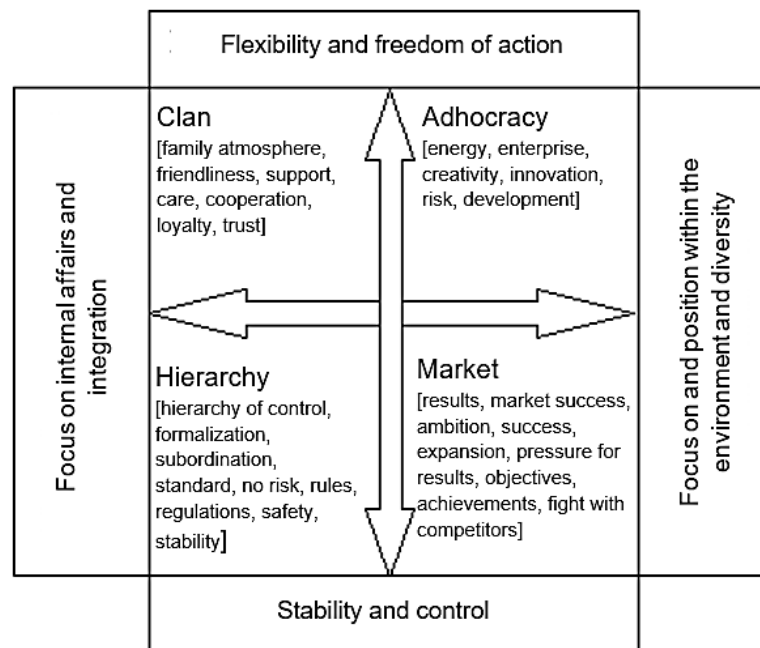 Flexibility and freedom of action
Focus on internal affairs and
integration
Clan
[family atmosphere,
friendliness, support,
care, cooperation,
loyalty, trust]
Adhocracy
[energy, enterprise,
creativity, innovation,
risk, development]
Hierarchy
[hierarchy of control,
formalization,
subordination,
standard, no risk, rules,
regulations, safety,
stability]
Market
[results, market success,
ambition, success,
expansion, pressure for
results, objectives,
achievements, fight with
competitors]
Focus on and position within the
environment and diversity
Stability and control